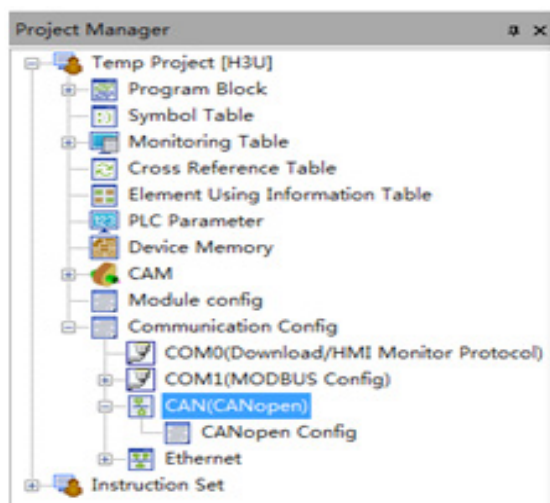 Project Manager
Temp Project [H3U]
Program Block
Symbol Table
Monitoring Table
Cross Reference Table
Element Using Information Table
PLC Parameter
Device Memory
CAM
Module config
Communication Config
COM0(Download/HMI Monitor Protocol)
COM1(MODBUS Config)
CAN(CANopen)
CANopen Config
Ethernet
Instruction Set